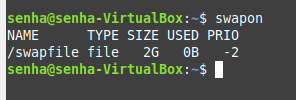 senha@senha-VirtualBox:~$ swapon
NAME      TYPE SIZE USED PRIO
/swapfile file   2G   0B   -2
senha@senha-VirtualBox:~$